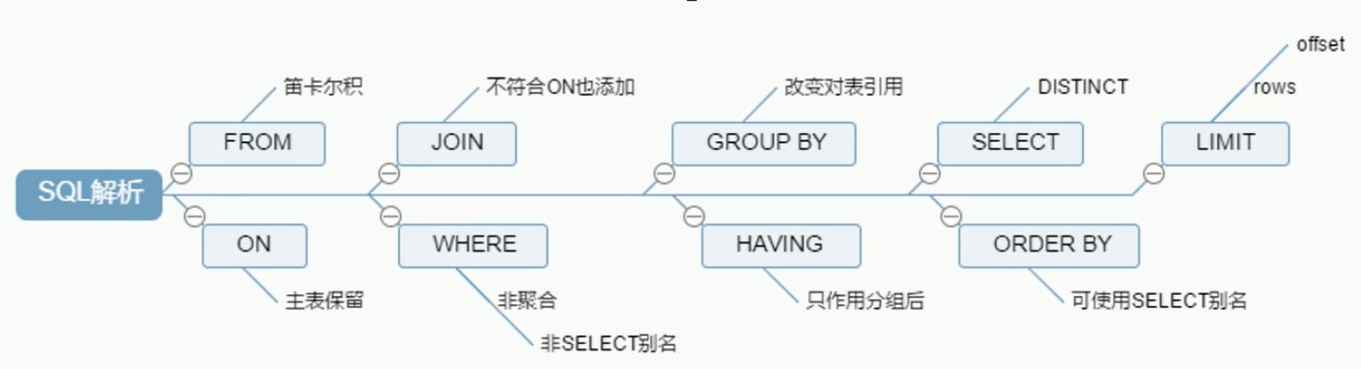 SQL解析
FROM
笛卡尔积
ON
主表保留
JOIN
不符合ON也添加
WHERE
非聚合
非SELECT别名
GROUP BY
改变对表引用
HAVING
只作用分组后
SELECT
DISTINCT
ORDER BY
可使用SELECT别名
LIMIT
offset
rows